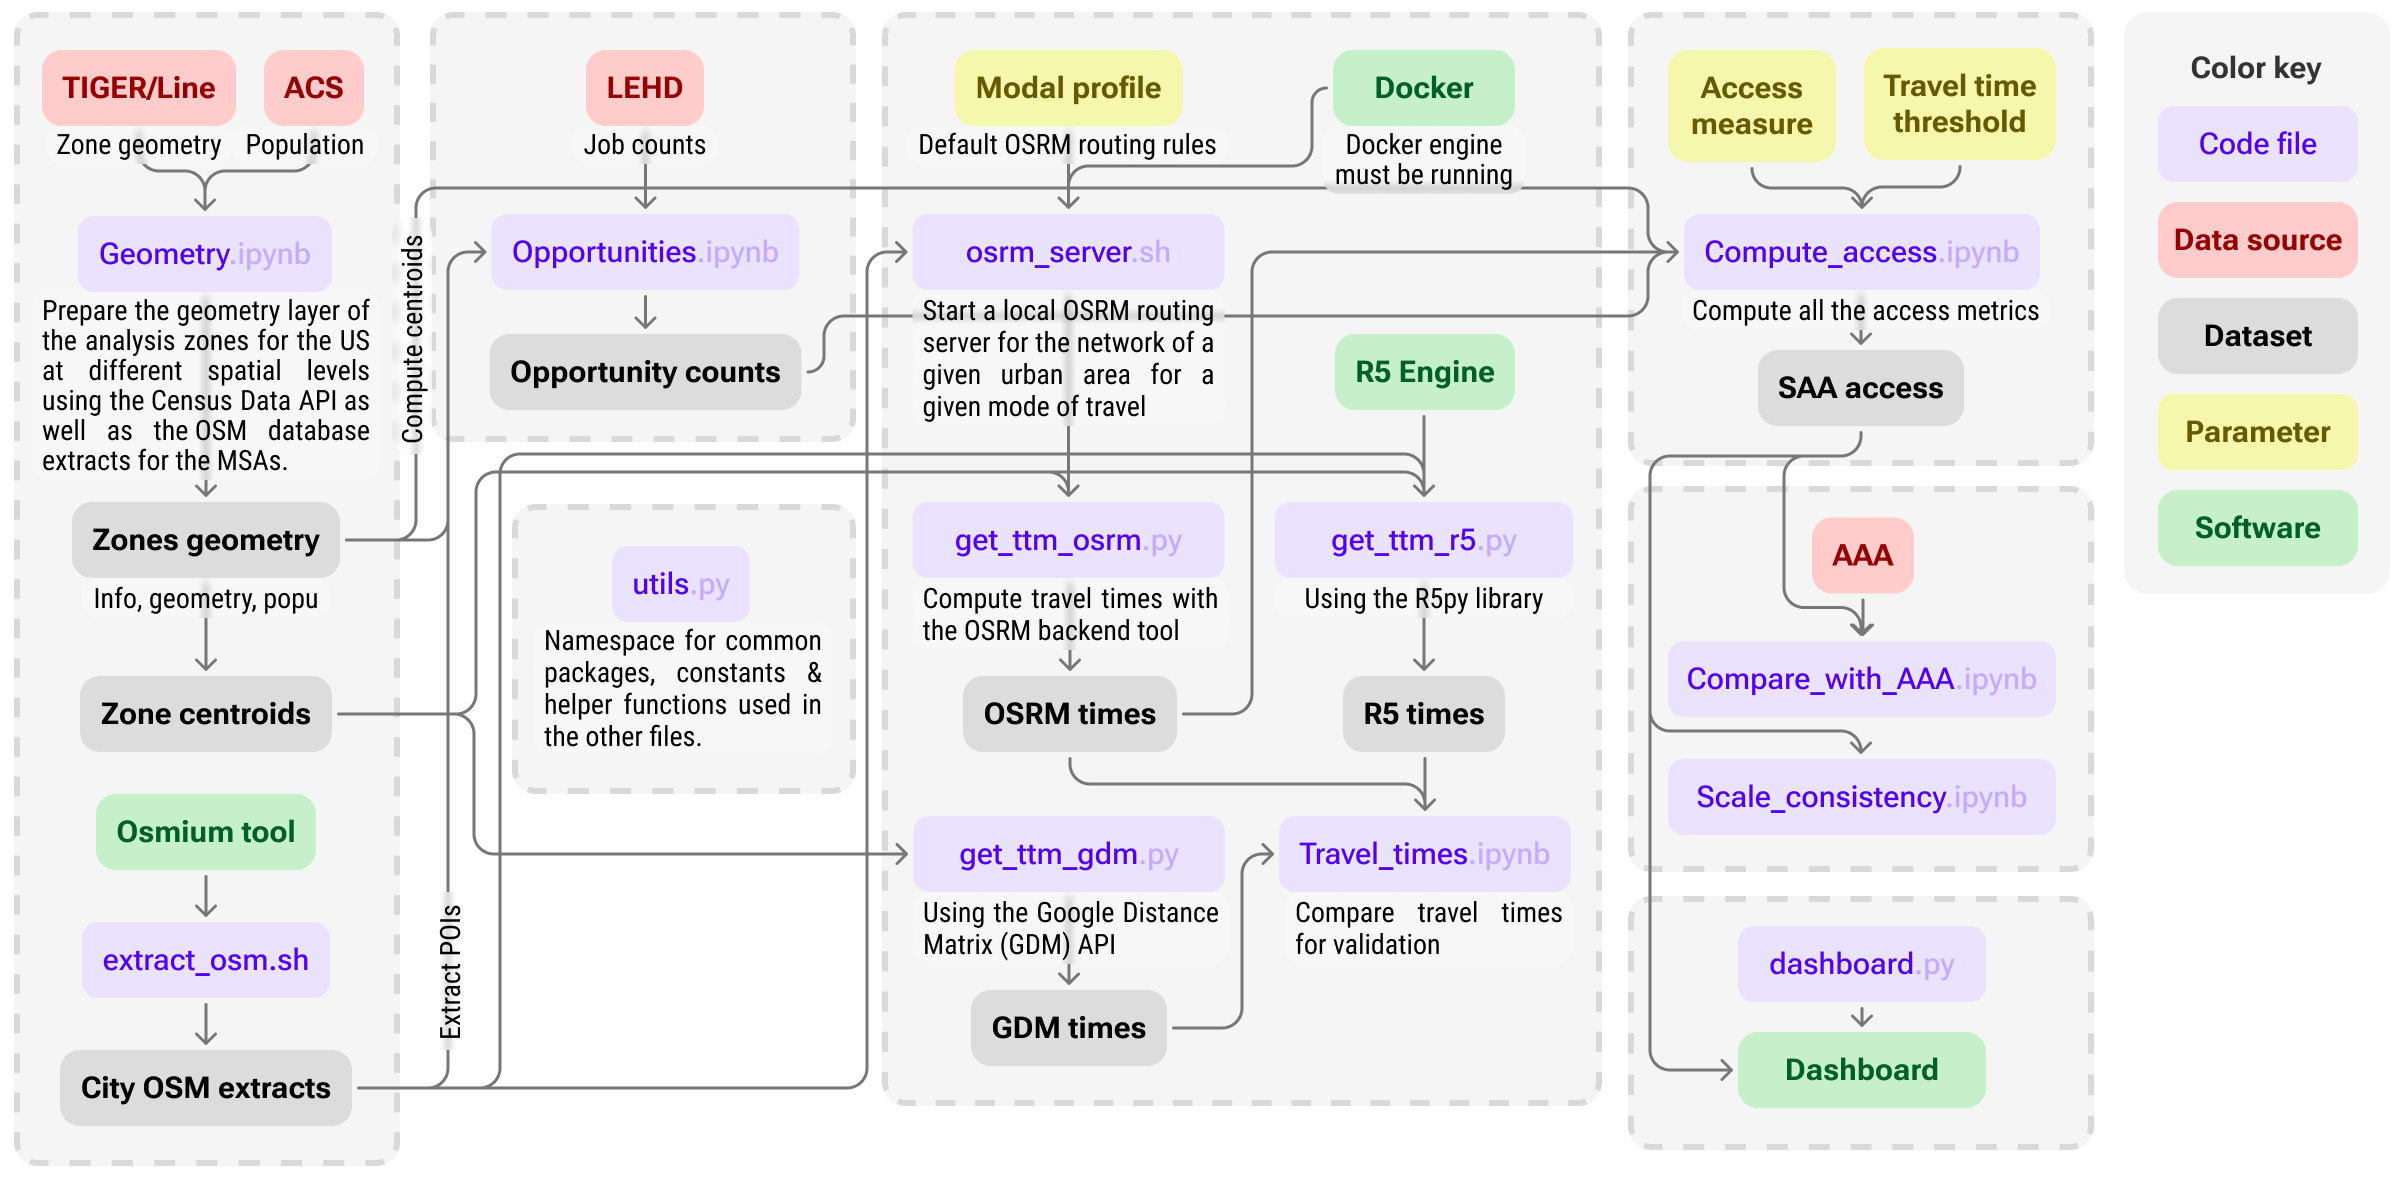 TIGER/Line
ACS
Zone geometry
Population
Geometry.ipynb
Prepare the geometry layer of
the analysis zones for the US
at different spatial levels
using the Census Data API as
well as the OSM database
extracts for the MSAs.
Zones geometry
Info, geometry, popu
Zone centroids
Osmium tool
extract_osm.sh
City OSM extracts
Compute centroids
Extract POIs
LEHD
Job counts
Opportunities.ipynb
Opportunity counts
utils.py
Namespace for common
packages, constants &
helper functions used in
the other files.
Modal profile
Default OSRM routing rules
Docker
Docker engine
must be running
osrm_server.sh
Start a local OSRM routing
server for the network of a
given urban area for a
given mode of travel
R5 Engine
get_ttm_osrm.py
Compute travel times with
the OSRM backend tool
get_ttm_r5.py
Using the R5py library
OSRM times
R5 times
get_ttm_gdm.py
Using the Google Distance
Matrix (GDM) API
Travel_times.ipynb
Compare travel times
for validation
GDM times
Access
measure
Travel time
threshold
Compute_access.ipynb
Compute all the access metrics
SAA access
AAA
Compare_with_AAA.ipynb
Scale_consistency.ipynb
dashboard.py
Dashboard
Color key
Code file
Data source
Dataset
Parameter
Software